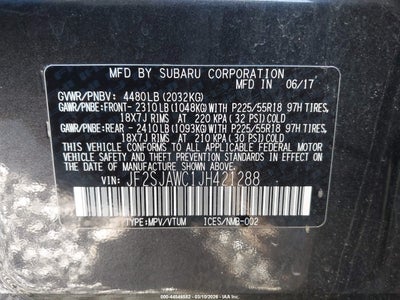 MFD BY SUBARU CORPORATION
MFD IN 06/17
GVWR/PNBV: 4480LB (2032KG)
GAWR/PNBE: FRONT- 2310LB (1048KG) WITH P225/55R18 97H TIRES,
18X7J RIMS AT 220 KPA ( 32 PSI) COLD
GAWR/PNBE: REAR - 2410LB (1093KG) WITH P225/55R18 97H TIRES,
18X7J RIMS AT 210 KPA ( 30 PSI) COLD
THIS VEHICLE CONFORMS TO ALL APPLICABLE FEDERAL MOTOR VEHICLE
SAFETY, BUMPER, AND THEFT PREVENTION STANDARDS IN EFFECT ON
THE DATE OF MANUFACTURE SHOWN ABOVE.
VIN: JF2SJAWC1JH421288
TYPE:MPV/VTUM ICES/NMB-002